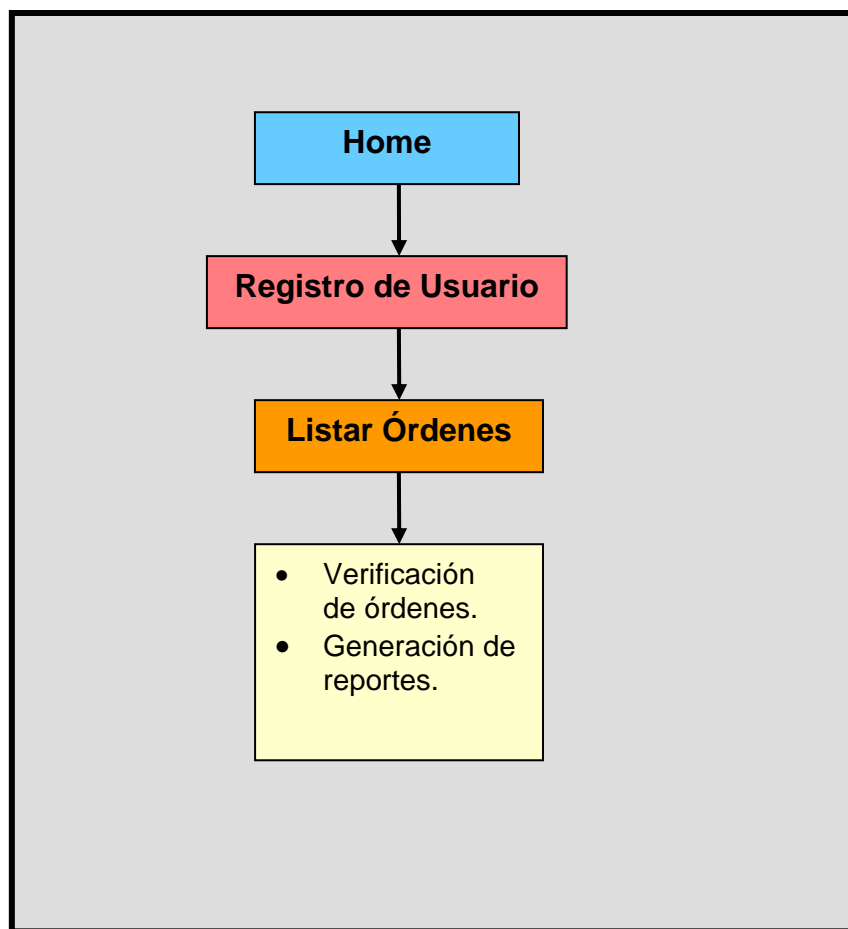 Home
Registro de Usuario
Listar Órdenes
• Verificación
de órdenes.
• Generación de
reportes.